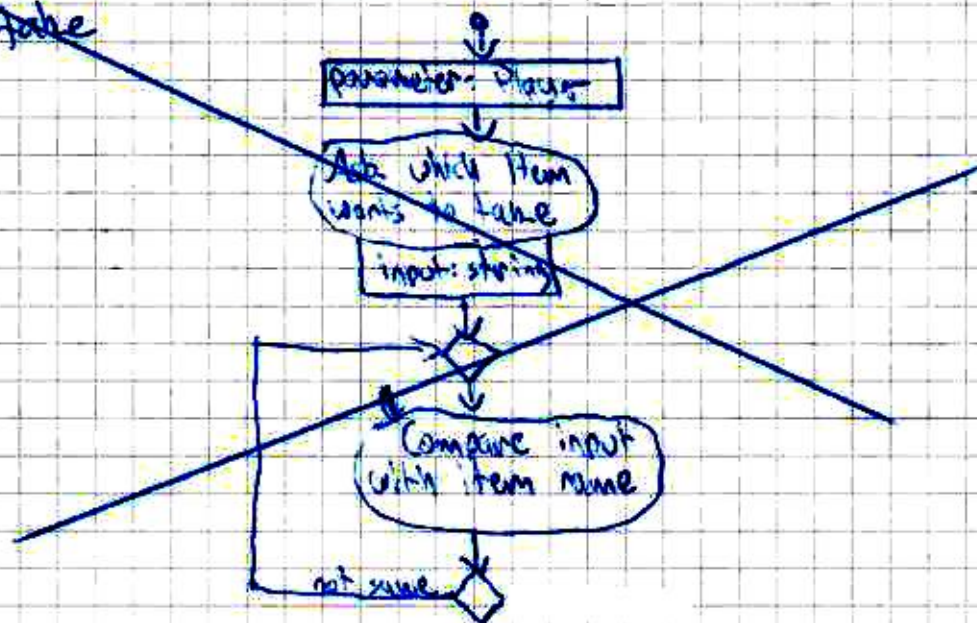 take
parameter: Player
Ask which item
wants to take
input: string
Compare input
with item name
not same